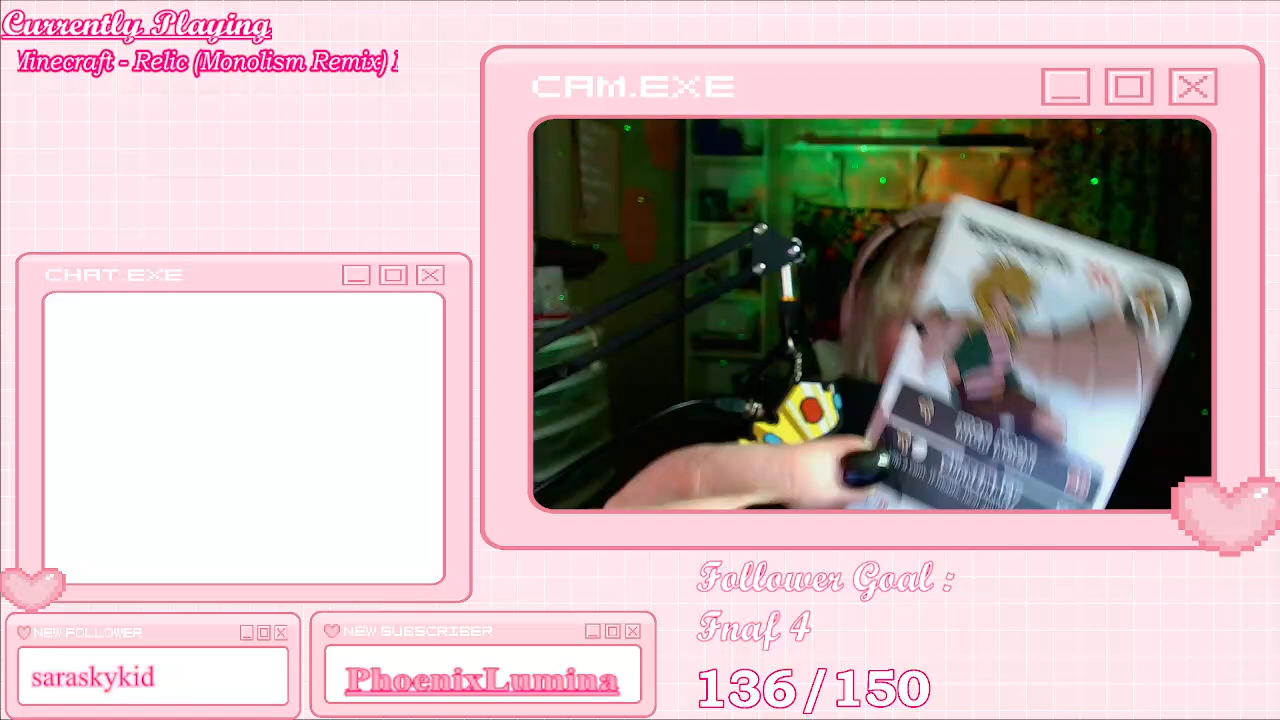 Currently Playing
Minecraft - Relic (Monolism Remix)
CAM.EXE
CHAT.EXE
NEW FOLLOWER
saraskykid
NEW SUBSCRIBER
PhoenixLumina
Follower Goal :
Fnaf 4
136/150